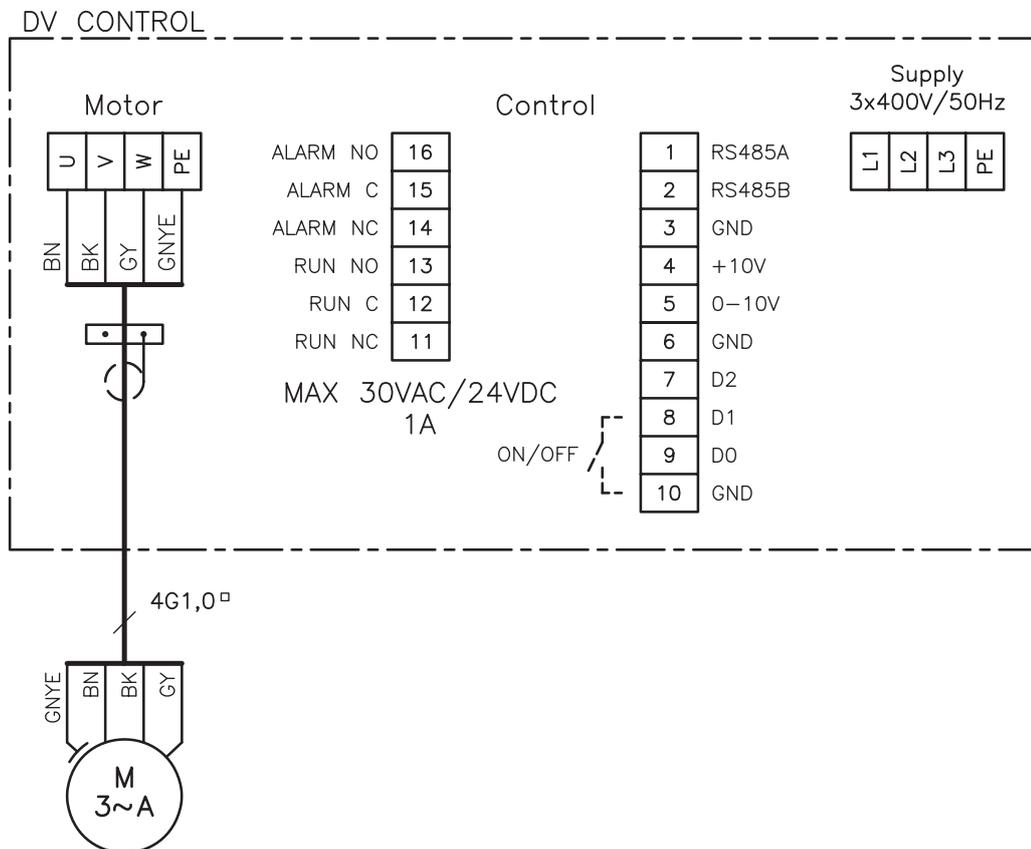 DV CONTROL
Motor
U V W PE
BN BK GY GNYE
Control
ALARM NO 16
ALARM C 15
ALARM NC 14
RUN NO 13
RUN C 12
RUN NC 11
MAX 30VAC/24VDC
1A
1 RS485A
2 RS485B
3 GND
4 +10V
5 0-10V
6 GND
7 D2
8 D1
9 D0
10 GND
ON/OFF
Supply
3x400V/50Hz
L1 L2 L3 PE
4G1,0□
GNYE BN BK GY
M
3~A